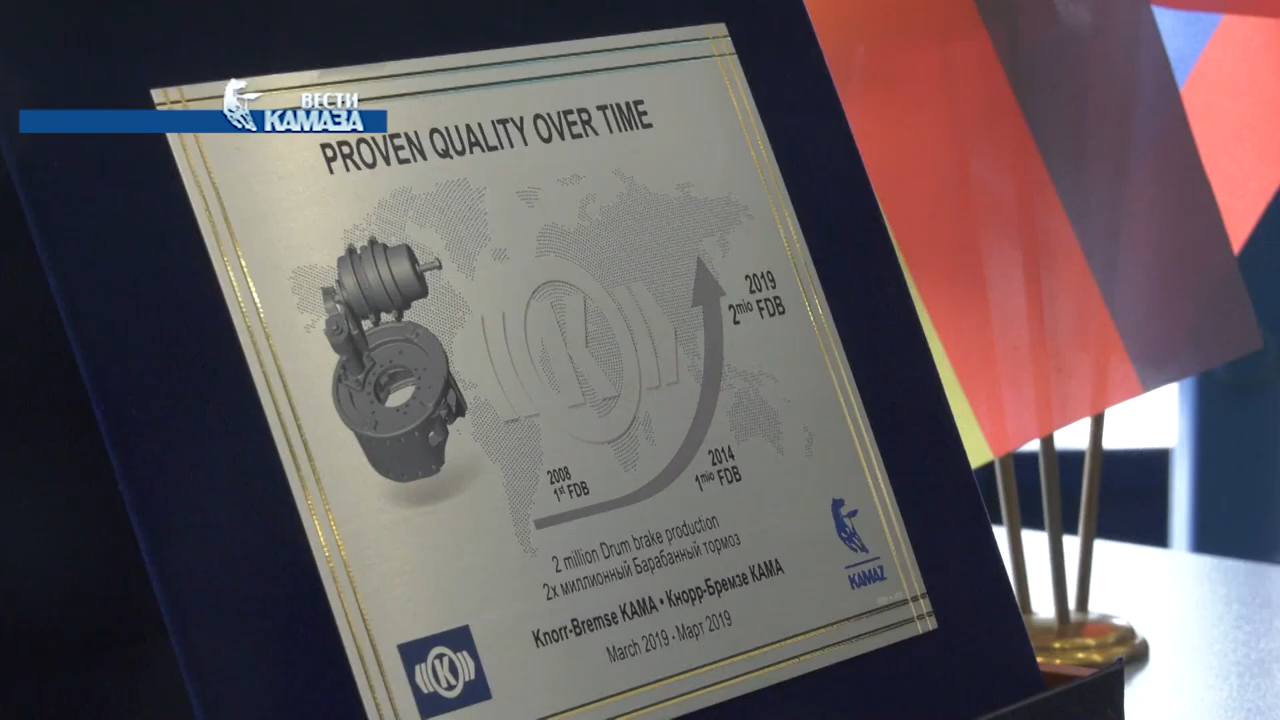 ВЕСТИ
КАМАЗА
PROVEN QUALITY OVER TIME
2019
2mio FDB
2014
1mio FDB
2008
1st FDB
2 million Drum brake production
2х миллионный Барабанный тормоз
Knorr-Bremse KAMA • Кнорр-Бремзе КАМА
March 2019 - Март 2019
KAMAZ
K
K